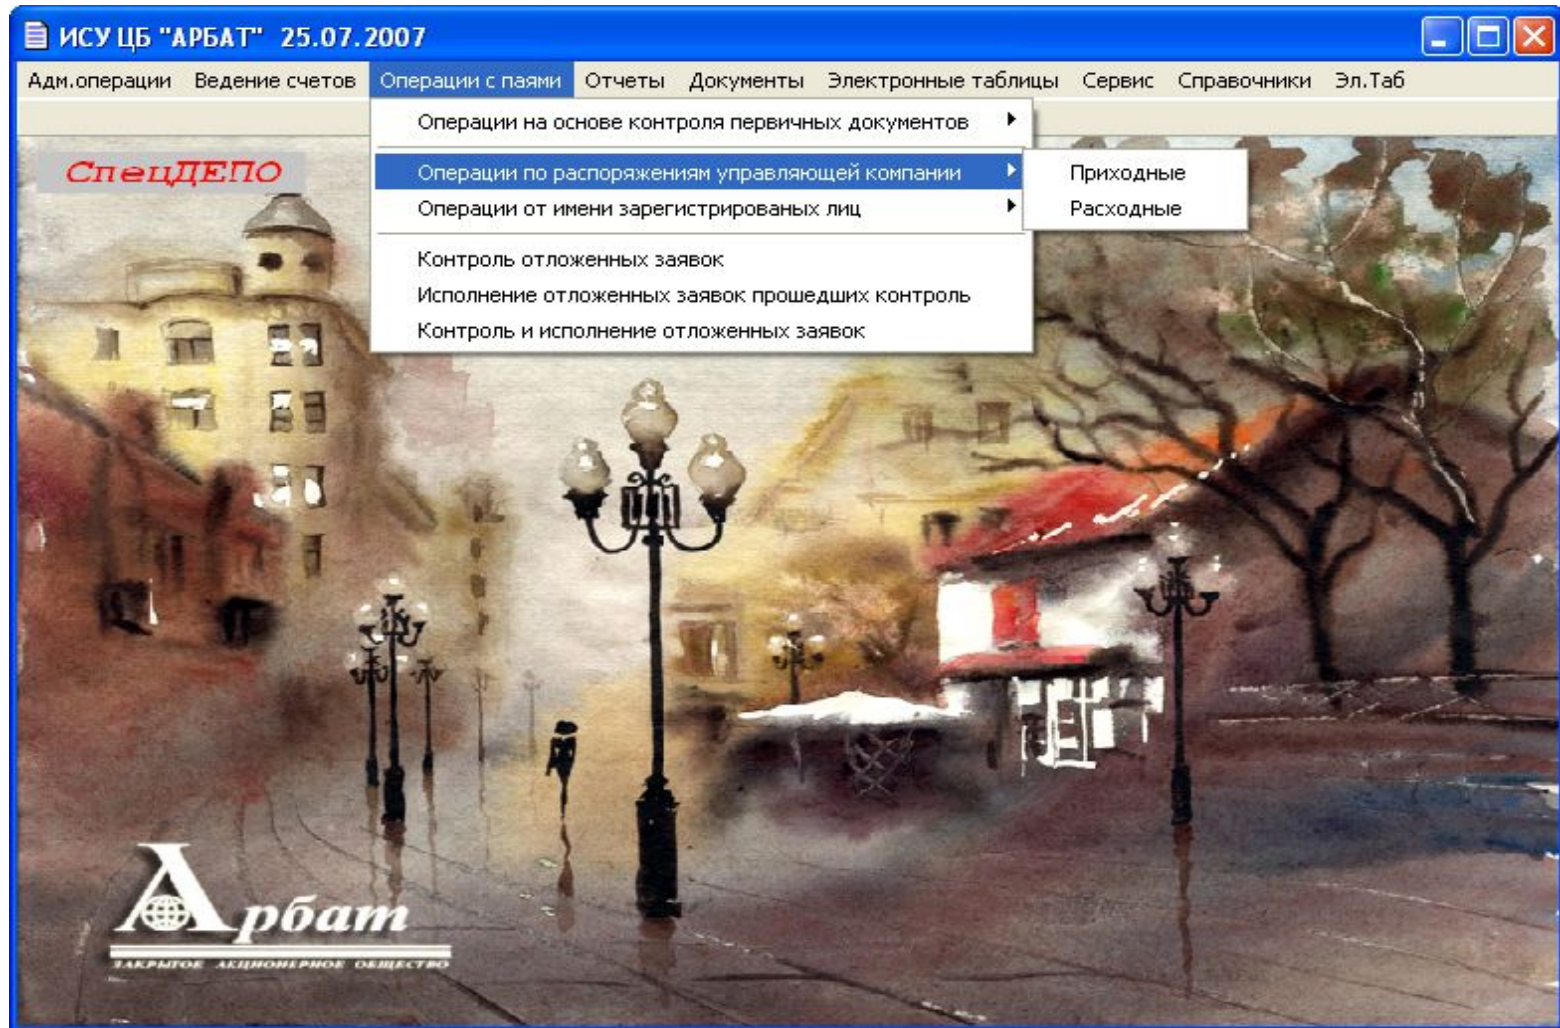 ИСУ ЦБ "АРБАТ" 25.07.2007
Адм.операции Ведение счетов Операции с паями Отчеты Документы Электронные таблицы Сервис Справочники Эл.Таб
Операции на основе контроля первичных документов
СпецДЕПО
Операции по распоряжениям управляющей компании
Приходные
Операции от имени зарегистрированых лиц
Расходные
Контроль отложенных заявок
Исполнение отложенных заявок прошедших контроль
Контроль и исполнение отложенных заявок
Арбат
ЗАКРЫТОЕ АКЦИОНЕРНОЕ ОБЩЕСТВО